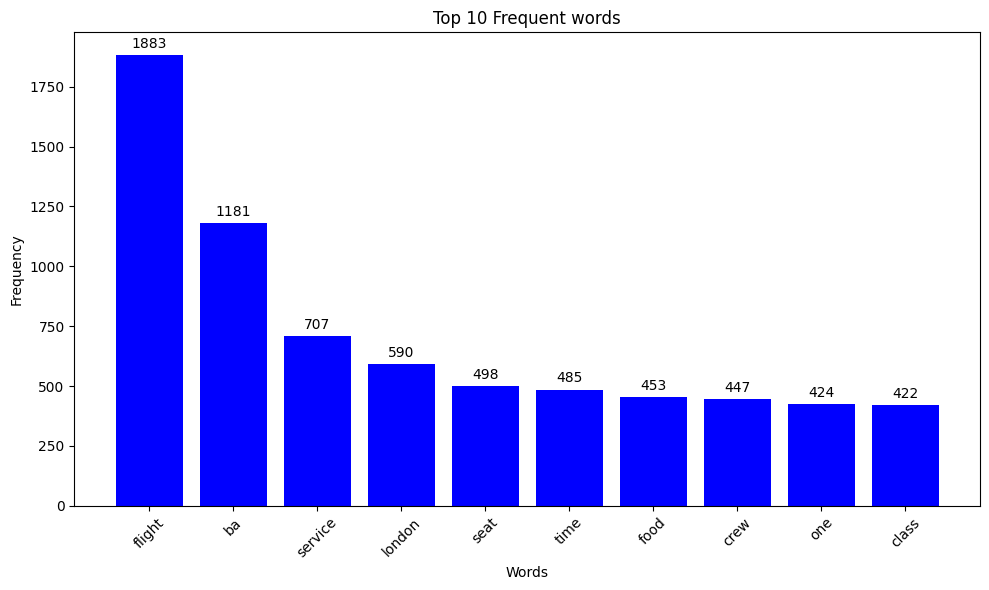 Top 10 Frequent words
1883
1181
707
590
498
485
453
447
424
422
1750
1500
1250
1000
750
500
250
0
Frequency
flight
ba
service
london
seat
time
food
crew
one
class
Words